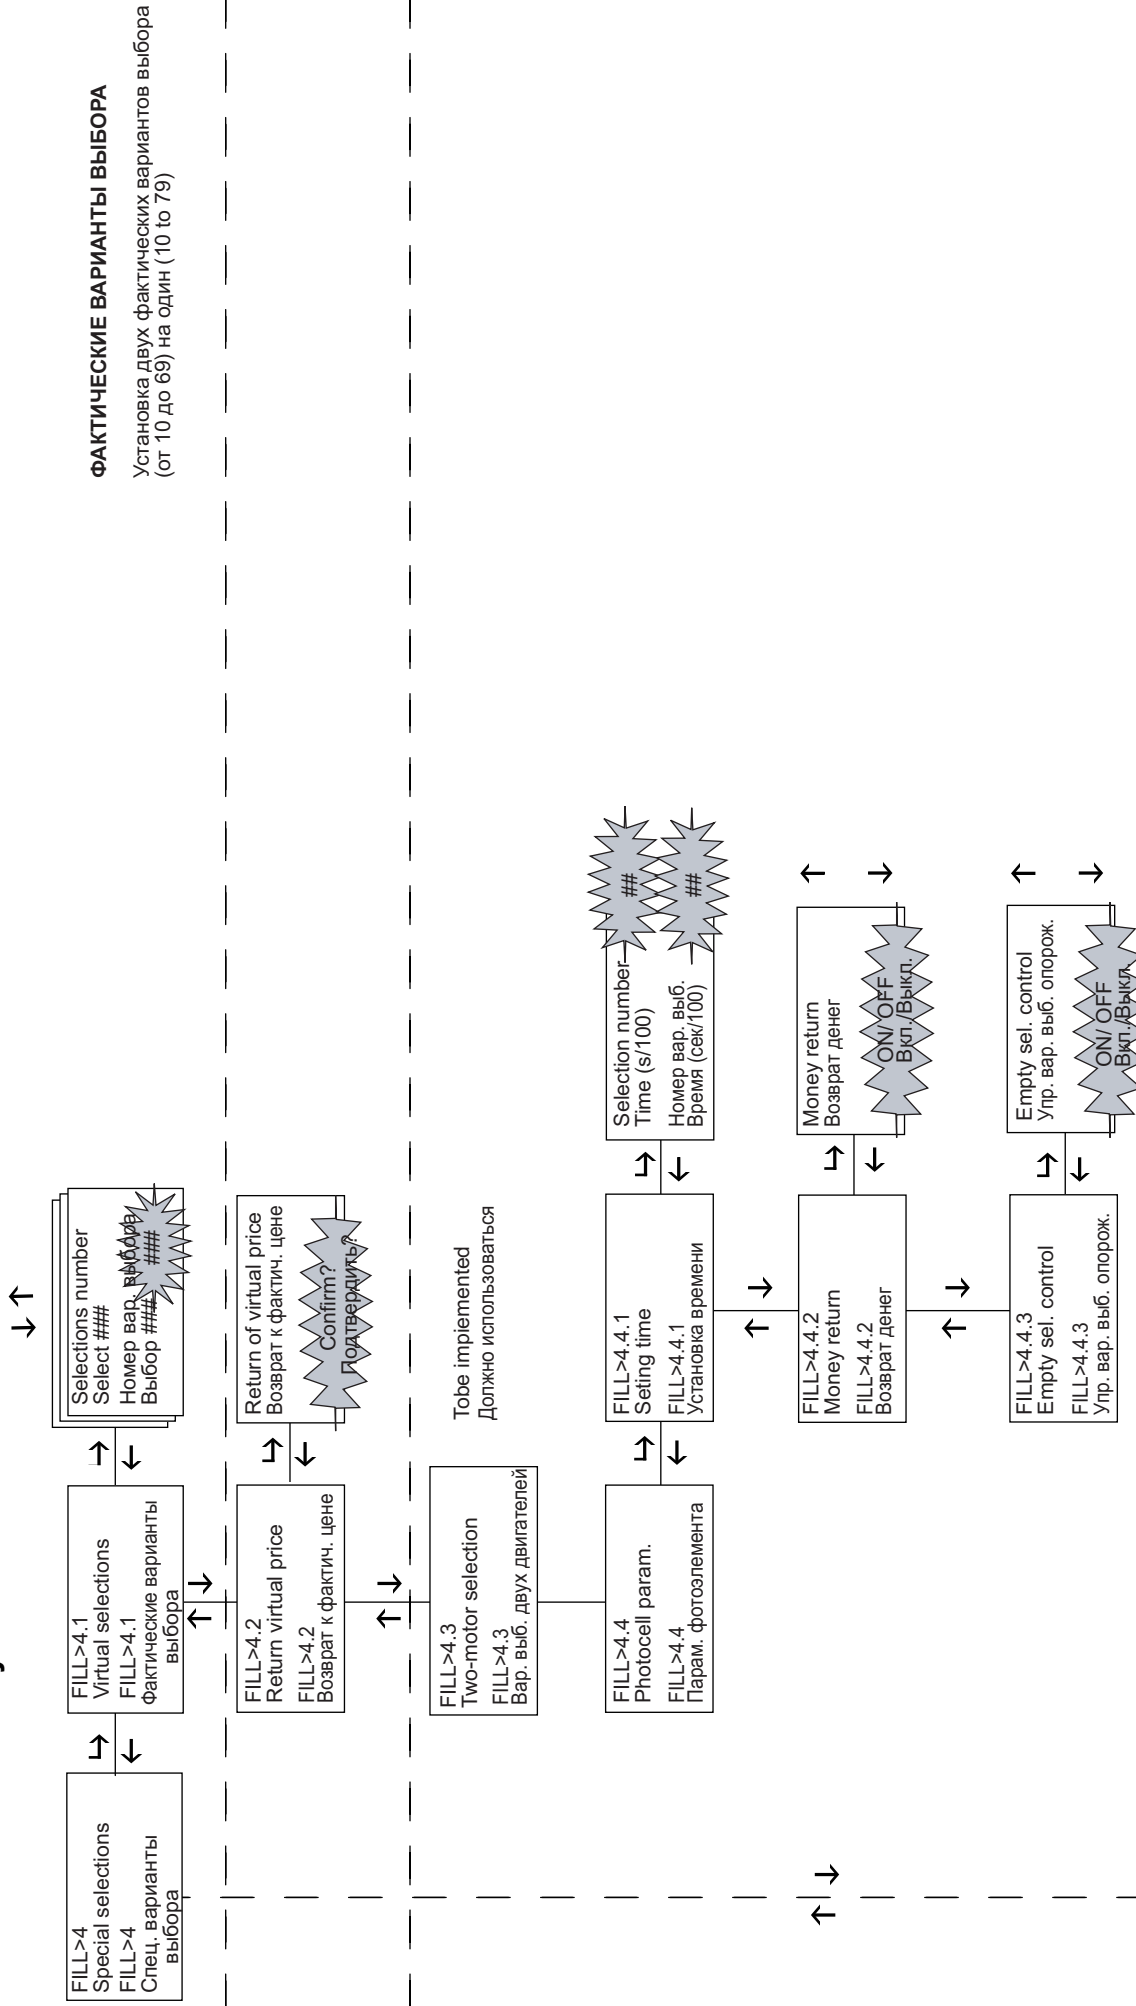 FILL>4
Special selections
FILL>4
Спец. варианты
выбора
FILL>4.1
Virtual selections
FILL>4.1
Фактические варианты
выбора
Selections number
Select ###
Номер вар. выбора
Выбор ###
###
ФАКТИЧЕСКИЕ ВАРИАНТЫ ВЫБОРА
Установка двух фактических вариантов выбора
(от 10 до 69) на один (10 to 79)
FILL>4.2
Return virtual price
FILL>4.2
Возврат к фактич. цене
Return of virtual price
Возврат к фактич. цене
Confirm?
Подтвердить?
FILL>4.3
Two-motor selection
FILL>4.3
Вар. выб. двух двигателей
Tobe impiemented
Должно использоваться
FILL>4.4
Photocell param.
FILL>4.4
Парам. фотоэлемента
FILL>4.4.1
Seting time
FILL>4.4.1
Установка времени
Selection number
Time (s/100)
Номер вар. выб.
Время (сек/100)
##
##
FILL>4.4.2
Money return
FILL>4.4.2
Возврат денег
Money return
Возврат денег
ON/ OFF
Вкл./Выкл.
FILL>4.4.3
Empty sel. control
FILL>4.4.3
Упр. вар. выб. опорож.
Empty sel. control
Упр. вар. выб. опорож.
ON/ OFF
Вкл./Выкл.